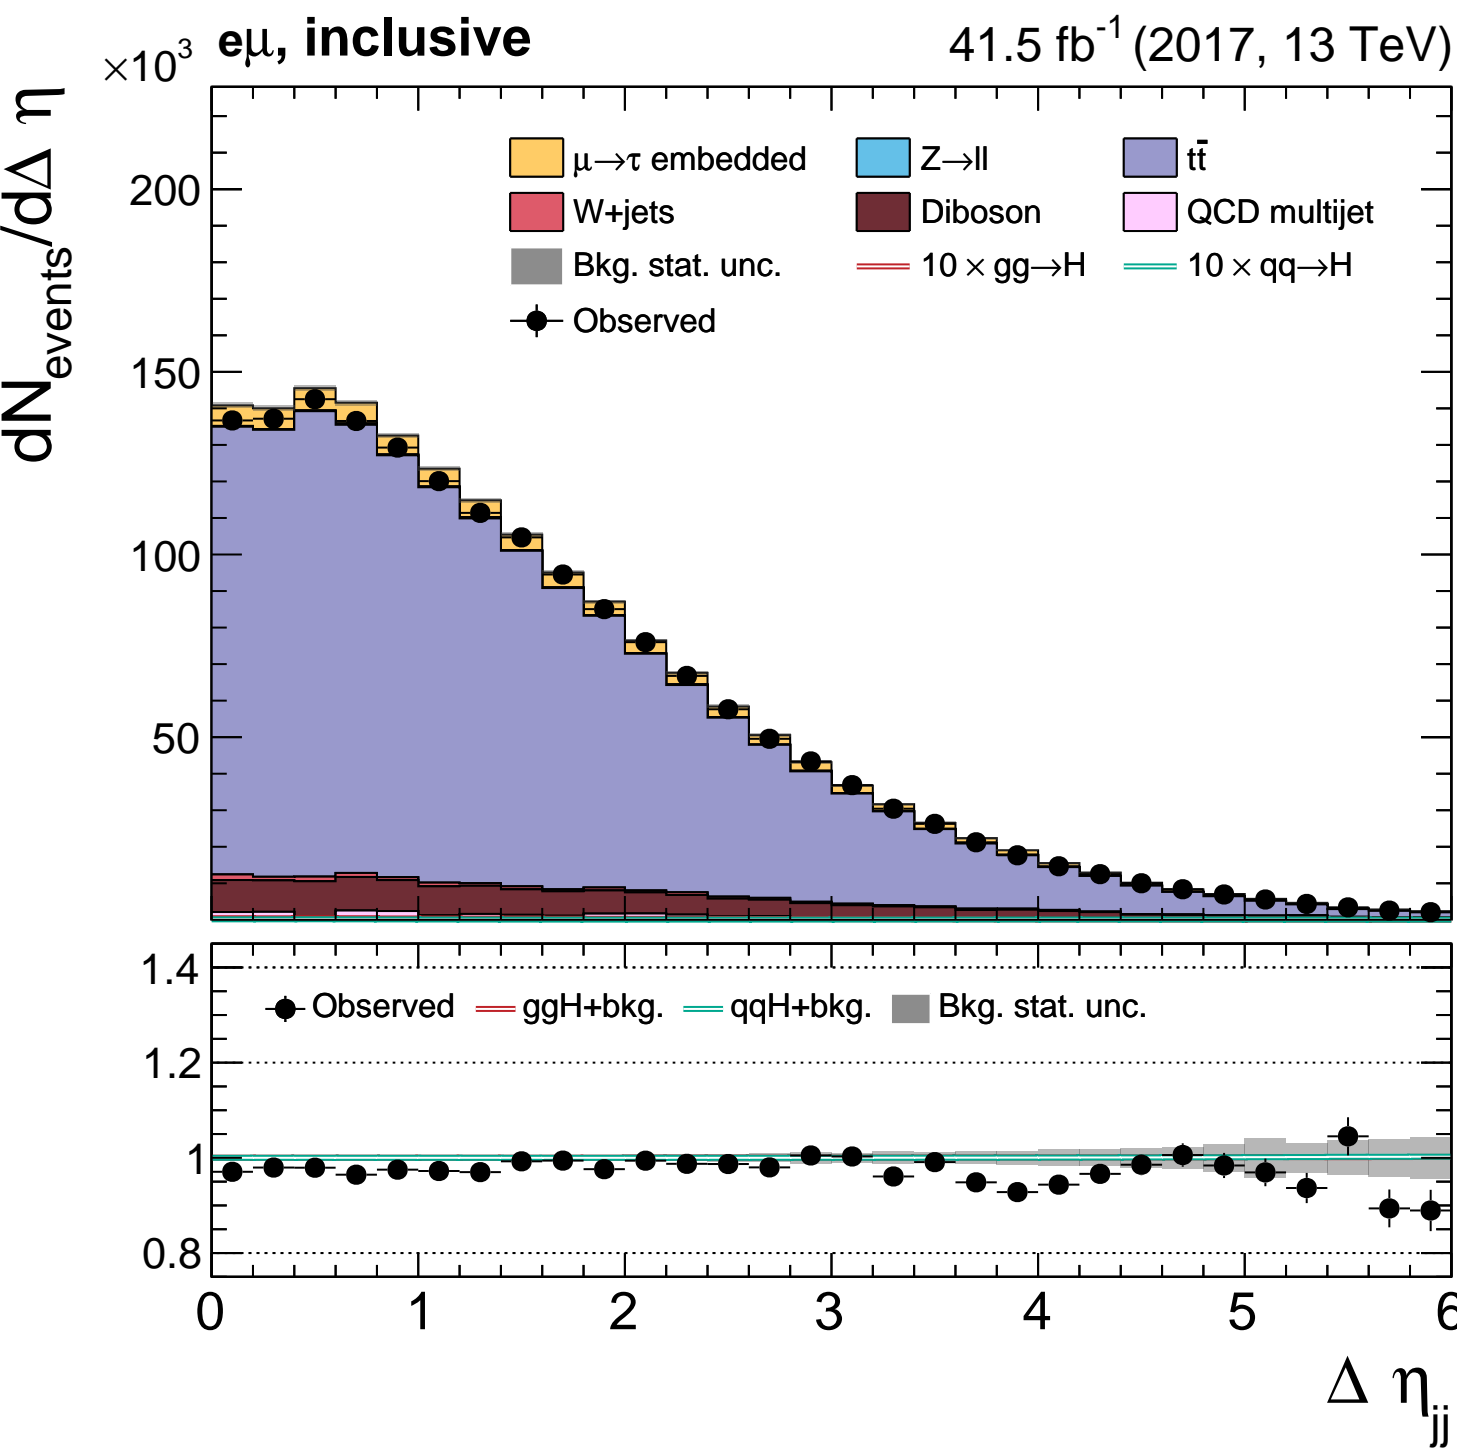 eμ, inclusive 41.5 fb⁻¹ (2017, 13 TeV)
×10³
dN_events/dΔ η
μ→τ embedded Z→ll tt̄
W+jets Diboson QCD multijet
Bkg. stat. unc. 10 × gg→H 10 × qq→H
Observed
200
150
100
50
Observed ggH+bkg. qqH+bkg. Bkg. stat. unc.
1.4
1.2
1
0.8
0 1 2 3 4 5 6
Δ η_jj